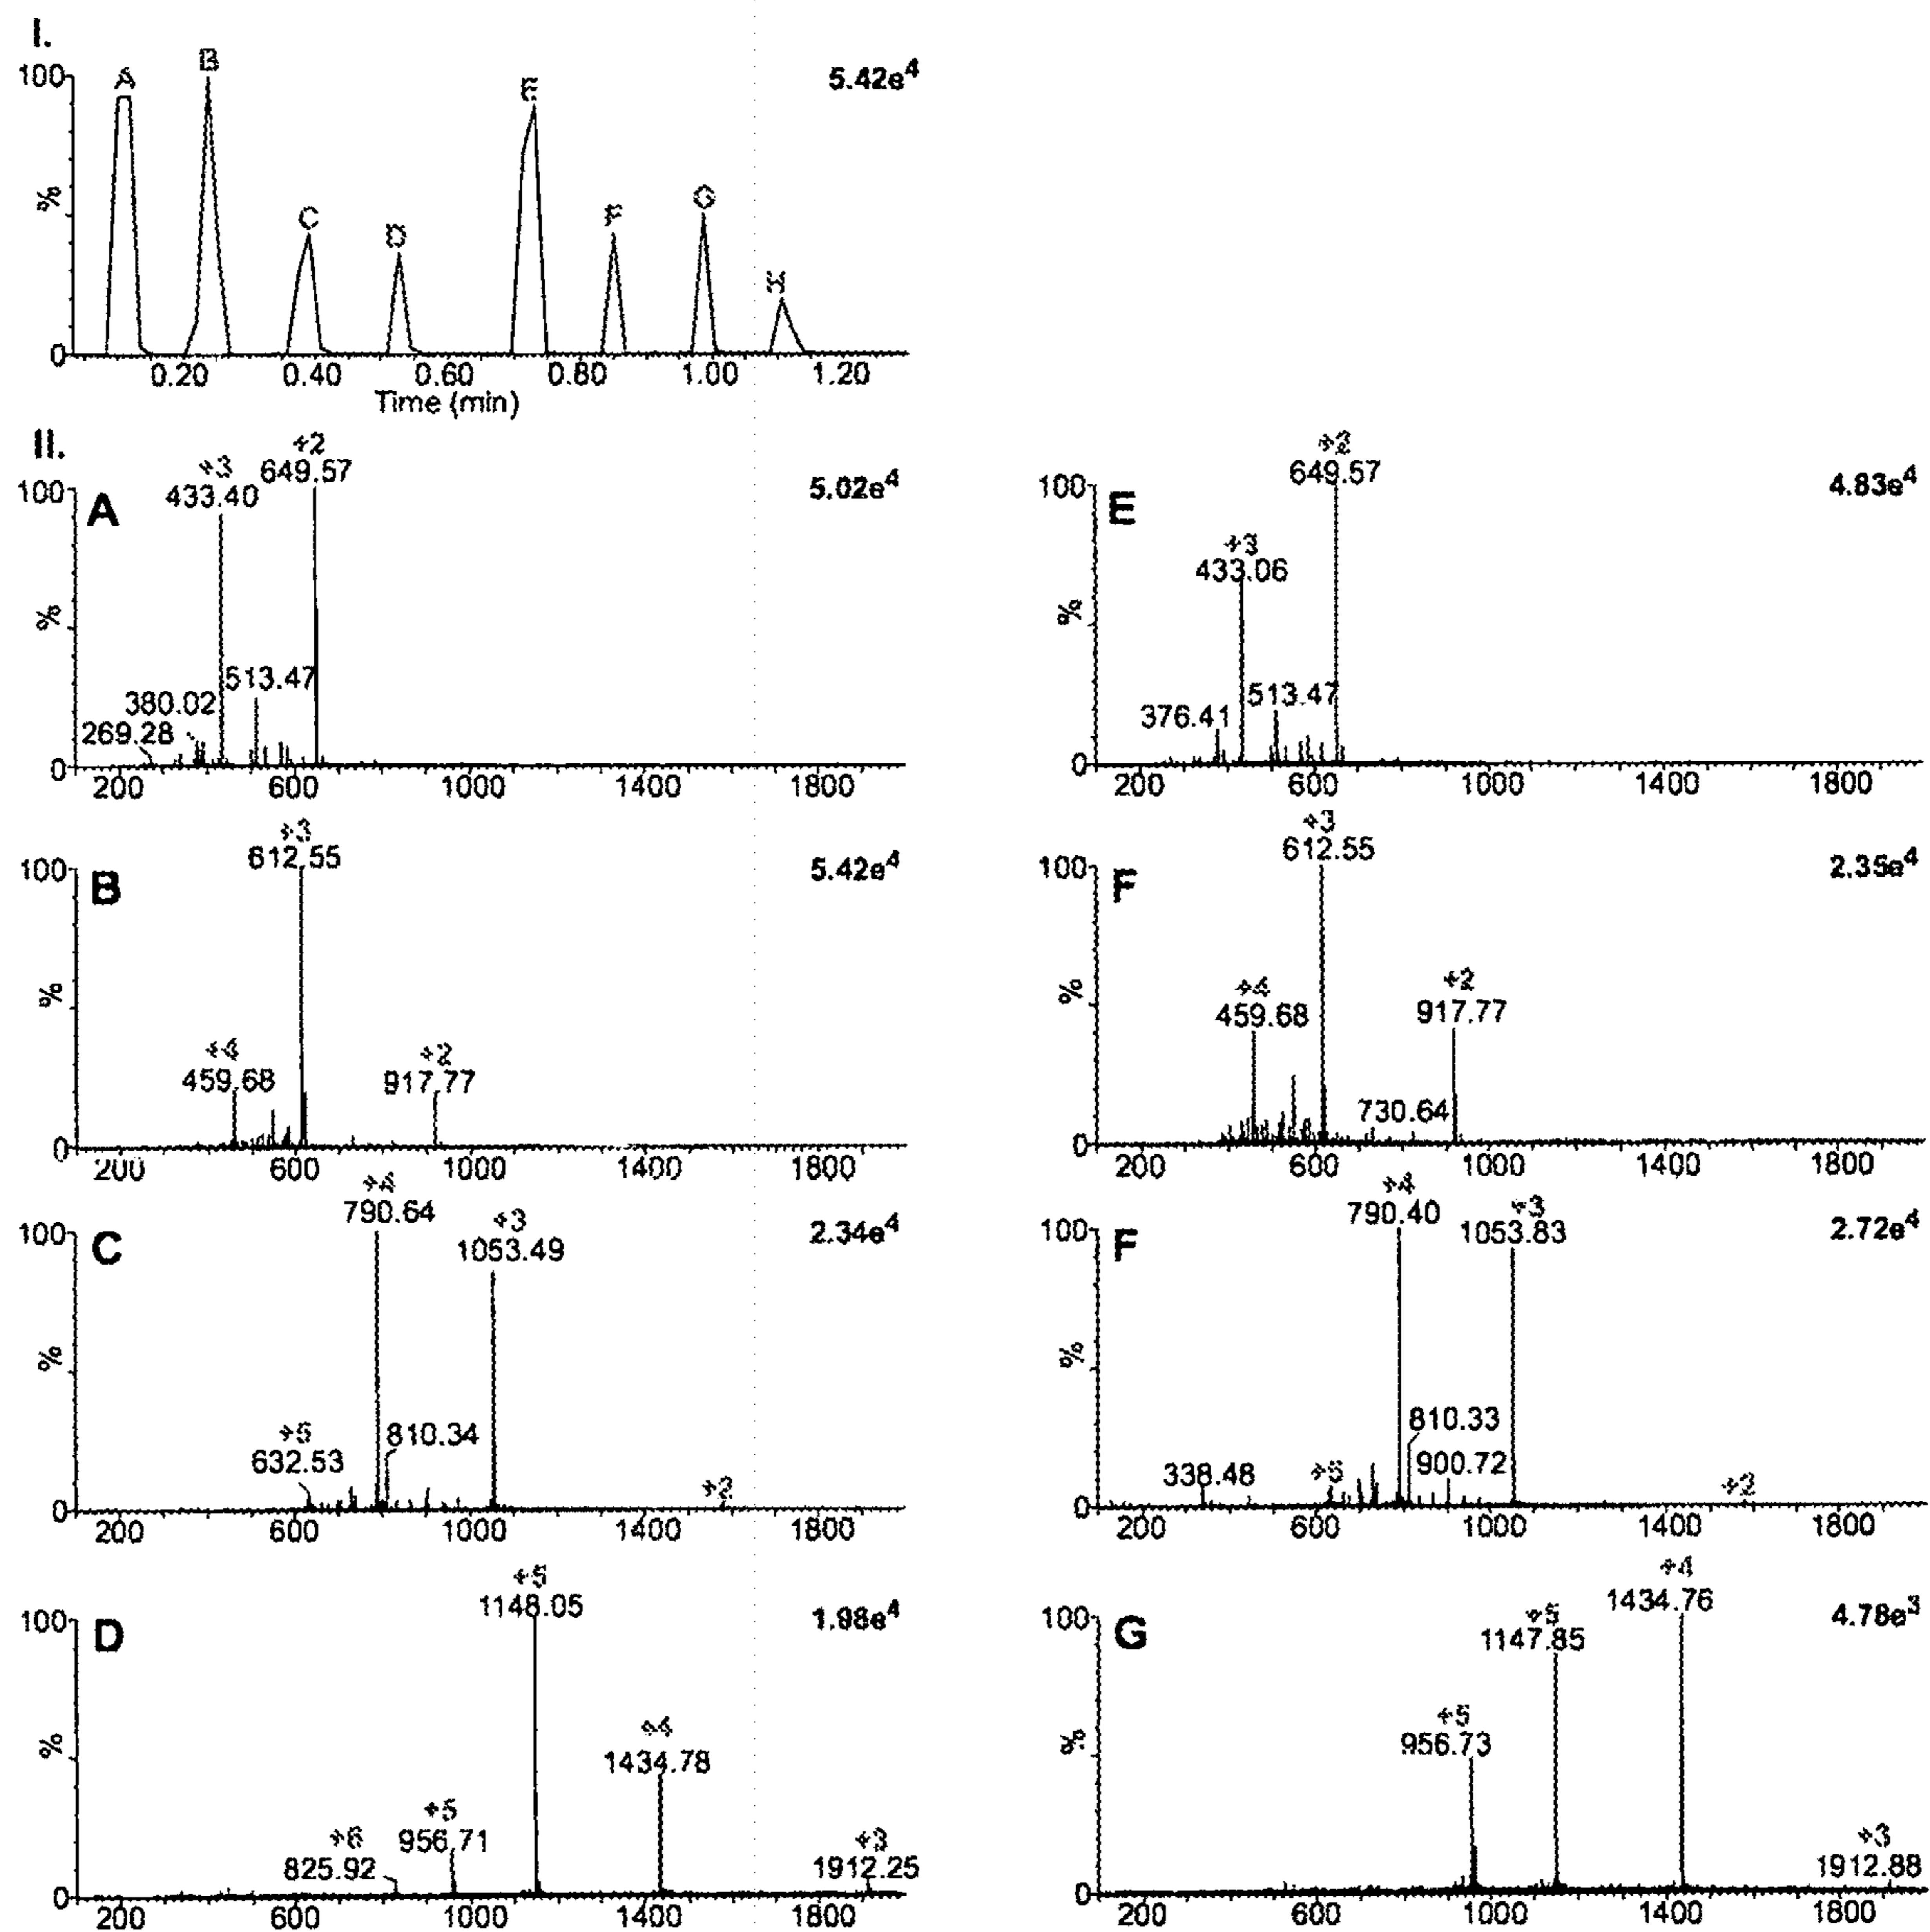 I.
100
%
0
A
B
C
D
E
F
G
H
5.42e4
0.20 0.40 0.60 0.80 1.00 1.20
Time (min)
II.
A
100
%
0
+3
433.40
+2
649.57
5.02e4
513.47
380.02
269.28
200 600 1000 1400 1800
E
100
%
0
+2
649.57
4.83e4
+3
433.06
513.47
376.41
200 600 1000 1400 1800
B
100
%
0
+3
612.55
5.42e4
+4
459.68
+2
917.77
200 600 1000 1400 1800
F
100
%
0
+3
612.55
2.35e4
+4
459.68
+2
917.77
730.64
200 600 1000 1400 1800
C
100
%
0
+4
790.64
+3
1053.49
2.34e4
+5
632.53
810.34
+2
200 600 1000 1400 1800
F
100
%
0
+4
790.40
+3
1053.83
2.72e4
810.33
900.72
338.48
+5
+2
200 600 1000 1400 1800
D
100
%
0
+5
1148.05
1.98e4
+4
1434.78
+5
956.71
+6
825.92
+3
1912.25
200 600 1000 1400 1800
G
100
%
0
+4
1434.76
4.78e3
+5
1147.85
+5
956.73
+3
1912.88
200 600 1000 1400 1800